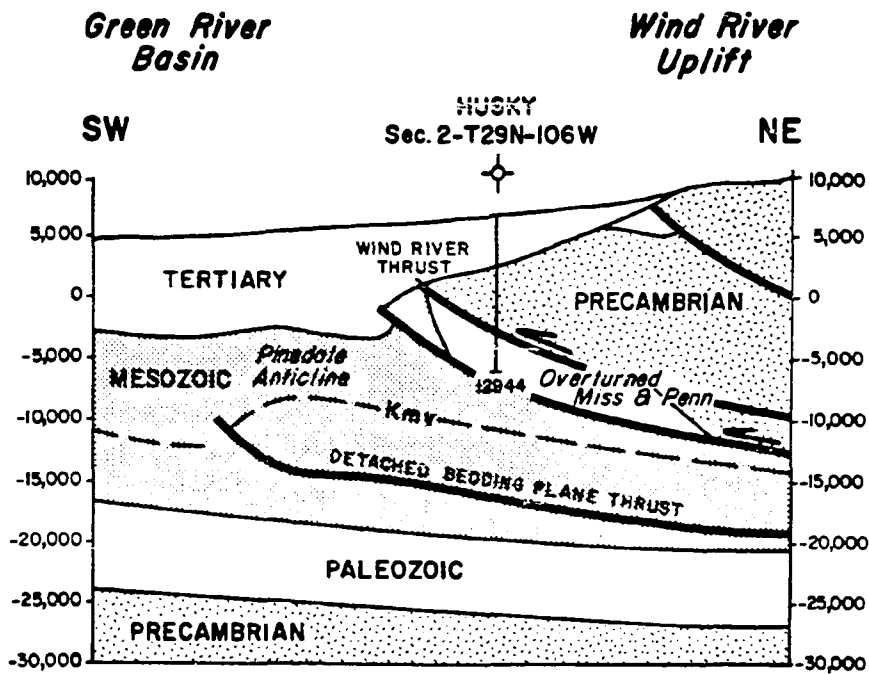 Green River
Basin
Wind River
Uplift
SW
HUSKY
Sec. 2-T29N-106W
NE
10,000
5,000
0
-5,000
-10,000
-15,000
-20,000
-25,000
-30,000
10,000
5,000
0
-5,000
-10,000
-15,000
-20,000
-25,000
-30,000
WIND RIVER
THRUST
TERTIARY
PRECAMBRIAN
Pinedale
Anticline
MESOZOIC
12944
Overturned
Miss & Penn
Kmv
DETACHED BEDDING PLANE THRUST
PALEOZOIC
PRECAMBRIAN